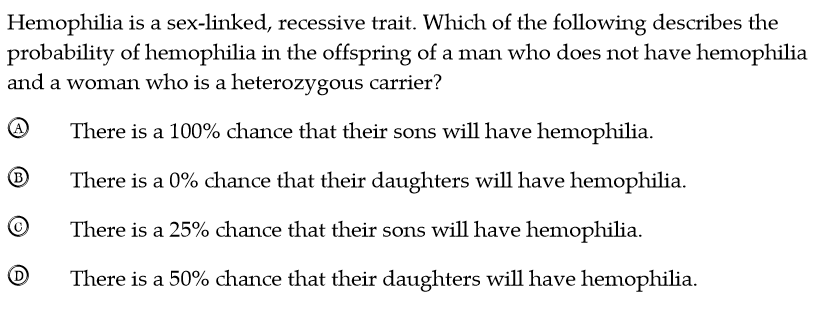 Hemophilia is a sex-linked, recessive trait. Which of the following describes the
probability of hemophilia in the offspring of a man who does not have hemophilia
and a woman who is a heterozygous carrier?
A There is a 100% chance that their sons will have hemophilia.
B There is a 0% chance that their daughters will have hemophilia.
C There is a 25% chance that their sons will have hemophilia.
D There is a 50% chance that their daughters will have hemophilia.